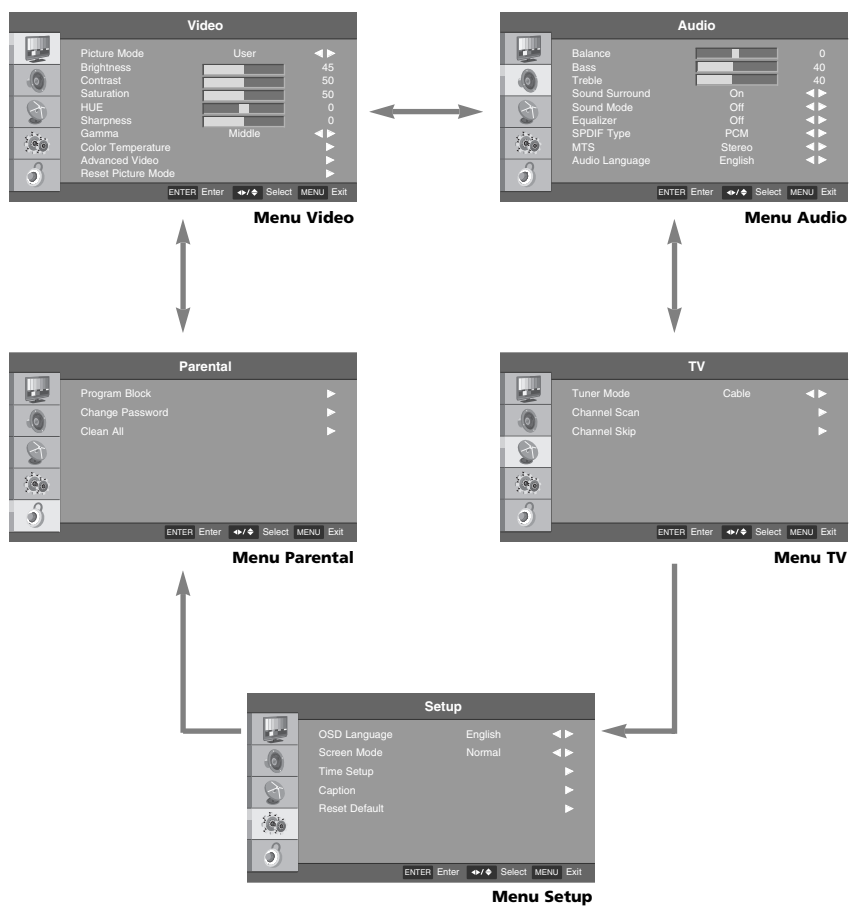 Video
Picture Mode User
Brightness 45
Contrast 50
Saturation 50
HUE 0
Sharpness 0
Gamma Middle
Color Temperature
Advanced Video
Reset Picture Mode
ENTER Enter Select MENU Exit
Menu Video
Audio
Balance 0
Bass 40
Treble 40
Sound Surround On
Sound Mode Off
Equalizer Off
SPDIF Type PCM
MTS Stereo
Audio Language English
ENTER Enter Select MENU Exit
Menu Audio
Parental
Program Block
Change Password
Clean All
ENTER Enter Select MENU Exit
Menu Parental
TV
Tuner Mode Cable
Channel Scan
Channel Skip
ENTER Enter Select MENU Exit
Menu TV
Setup
OSD Language English
Screen Mode Normal
Time Setup
Caption
Reset Default
ENTER Enter Select MENU Exit
Menu Setup